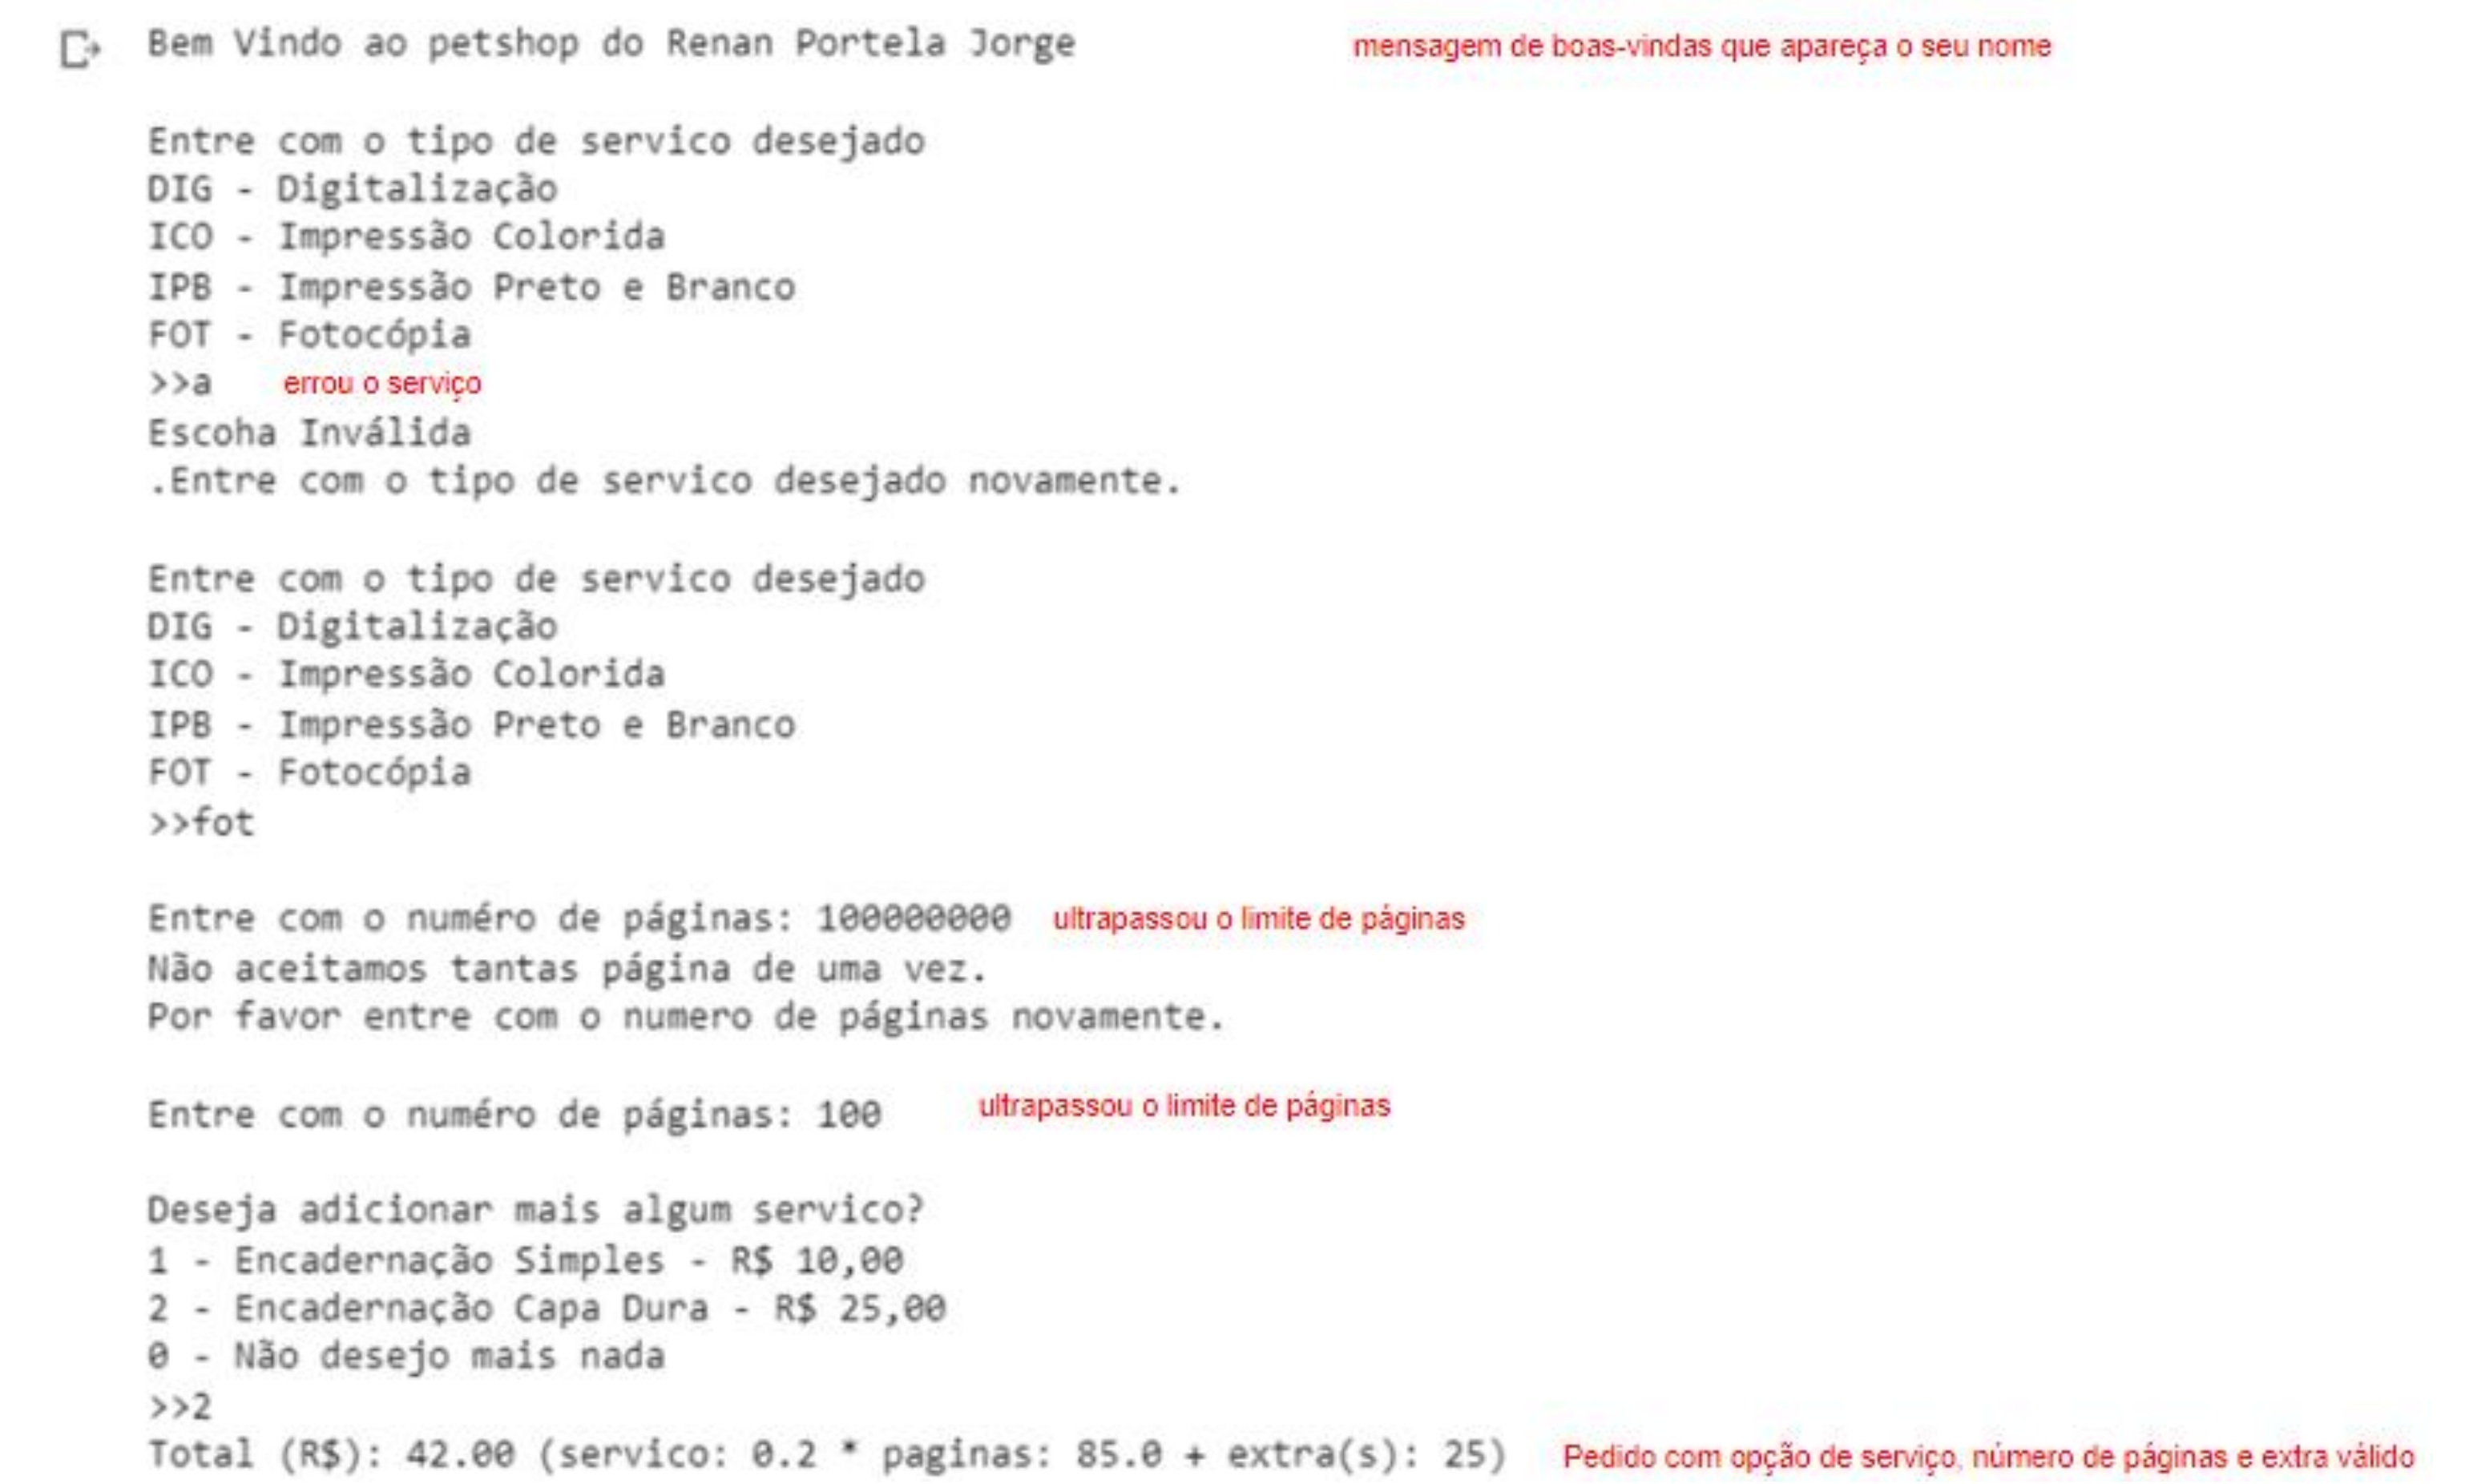 Bem Vindo ao petshop do Renan Portela Jorge mensagem de boas-vindas que apareça o seu nome
Entre com o tipo de servico desejado
DIG - Digitalização
ICO - Impressão Colorida
IPB - Impressão Preto e Branco
FOT - Fotocópia
>>a errou o serviço
Escoha Inválida
.Entre com o tipo de servico desejado novamente.
Entre com o tipo de servico desejado
DIG - Digitalização
ICO - Impressão Colorida
IPB - Impressão Preto e Branco
FOT - Fotocópia
>>fot
Entre com o numéro de páginas: 100000000 ultrapassou o limite de páginas
Não aceitamos tantas página de uma vez.
Por favor entre com o numero de páginas novamente.
Entre com o numéro de páginas: 100 ultrapassou o limite de páginas
Deseja adicionar mais algum servico?
1 - Encadernação Simples - R$ 10,00
2 - Encadernação Capa Dura - R$ 25,00
0 - Não desejo mais nada
>>2
Total (R$): 42.00 (servico: 0.2 * paginas: 85.0 + extra(s): 25) Pedido com opção de serviço, número de páginas e extra válido